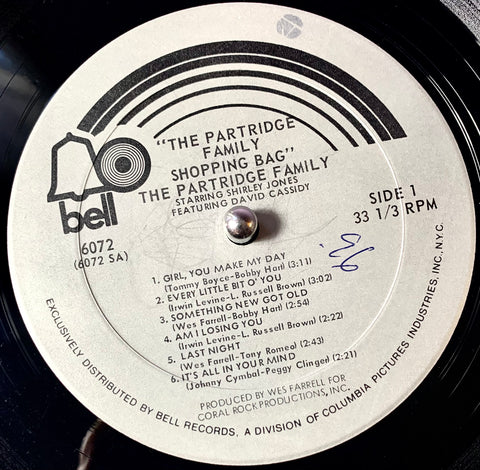 "THE PARTRIDGE
FAMILY
SHOPPING BAG"
THE PARTRIDGE FAMILY
STARRING SHIRLEY JONES
FEATURING DAVID CASSIDY
bell
6072
(6072 SA)
SIDE 1
33 1/3 RPM
1. GIRL, YOU MAKE MY DAY
(Tommy Boyce-Bobby Hart) (3:11)
2. EVERY LITTLE BIT O' YOU
(Irwin Levine-L. Russell Brown) (3:02)
3. SOMETHING NEW GOT OLD
(Wes Farrell-Bobby Hart) (2:54)
4. AM I LOSING YOU
(Irwin Levine-L. Russell Brown) (2:22)
5. LAST NIGHT
(Wes Farrell-Tony Romeo) (2:43)
6. IT'S ALL IN YOUR MIND
(Johnny Cymbal-Peggy Clinger) (2:21)
PRODUCED BY WES FARRELL FOR
CORAL ROCK PRODUCTIONS, INC.
EXCLUSIVELY DISTRIBUTED BY BELL RECORDS, A DIVISION OF COLUMBIA PICTURES INDUSTRIES, INC., N.Y.C.